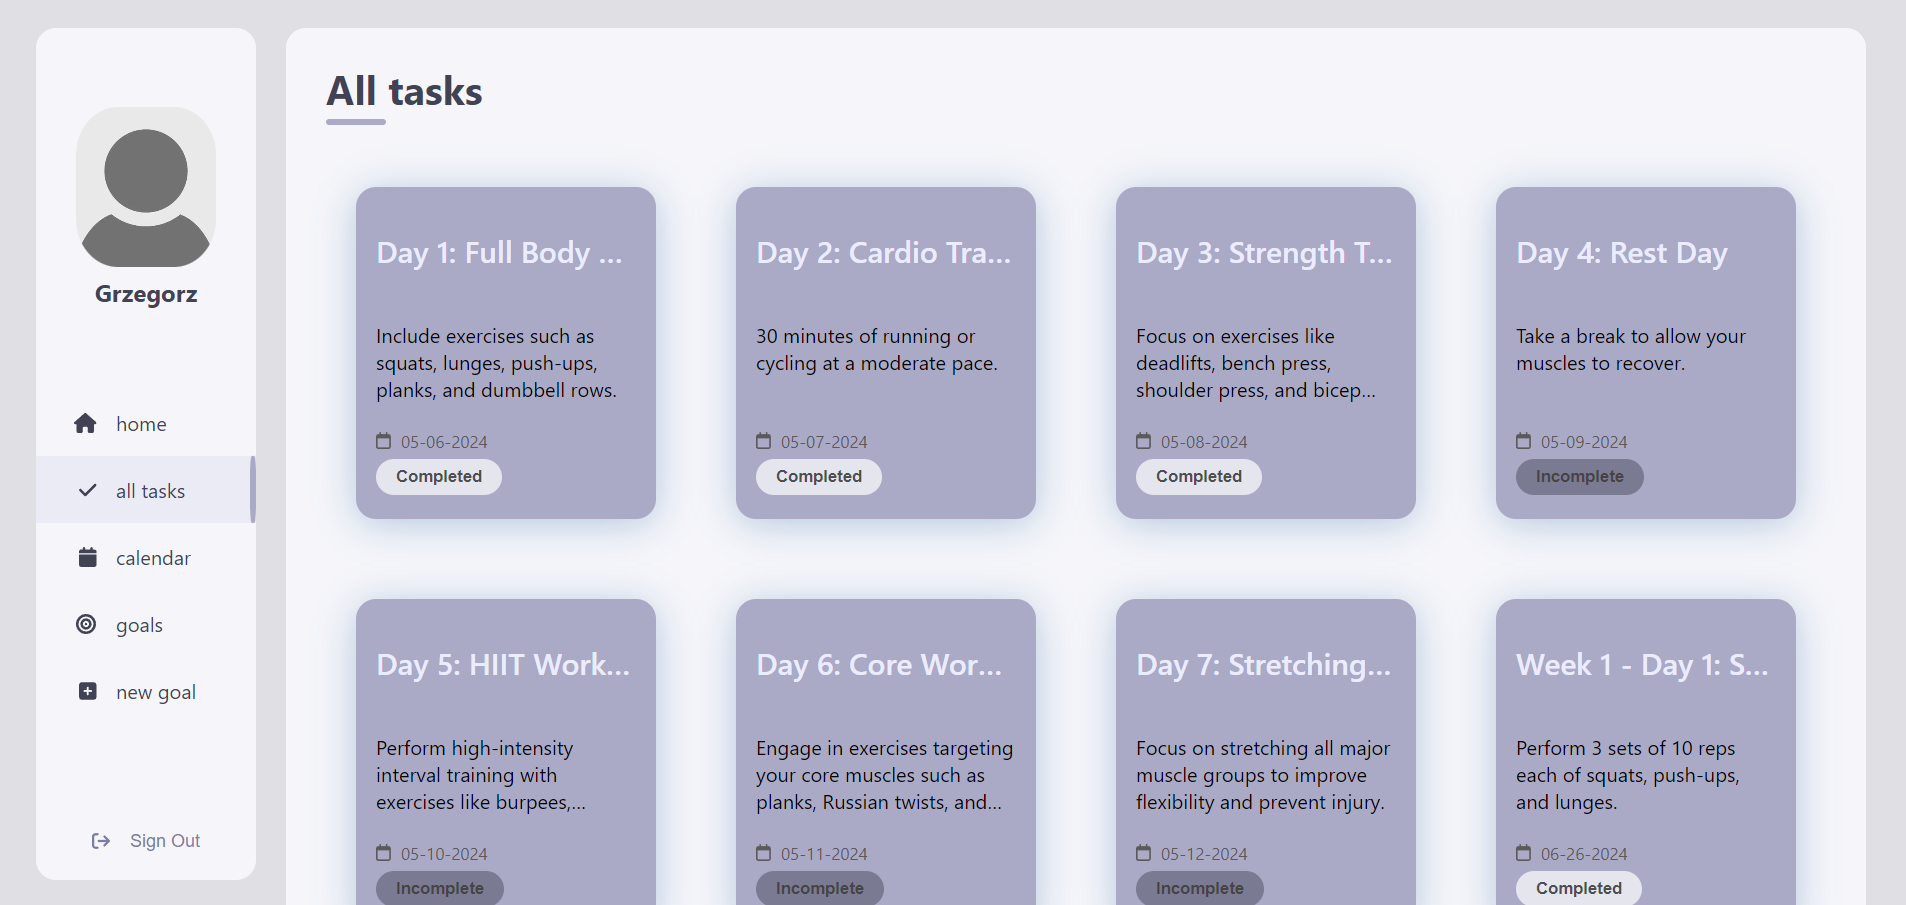 Grzegorz
home
all tasks
calendar
goals
new goal
Sign Out
All tasks
Day 1: Full Body ...
Include exercises such as
squats, lunges, push-ups,
planks, and dumbbell rows.
05-06-2024
Completed
Day 2: Cardio Tra...
30 minutes of running or
cycling at a moderate pace.
05-07-2024
Completed
Day 3: Strength T...
Focus on exercises like
deadlifts, bench press,
shoulder press, and bicep...
05-08-2024
Completed
Day 4: Rest Day
Take a break to allow your
muscles to recover.
05-09-2024
Incomplete
Day 5: HIIT Work...
Perform high-intensity
interval training with
exercises like burpees,...
05-10-2024
Incomplete
Day 6: Core Wor...
Engage in exercises targeting
your core muscles such as
planks, Russian twists, and...
05-11-2024
Incomplete
Day 7: Stretching...
Focus on stretching all major
muscle groups to improve
flexibility and prevent injury.
05-12-2024
Incomplete
Week 1 - Day 1: S...
Perform 3 sets of 10 reps
each of squats, push-ups,
and lunges.
06-26-2024
Completed